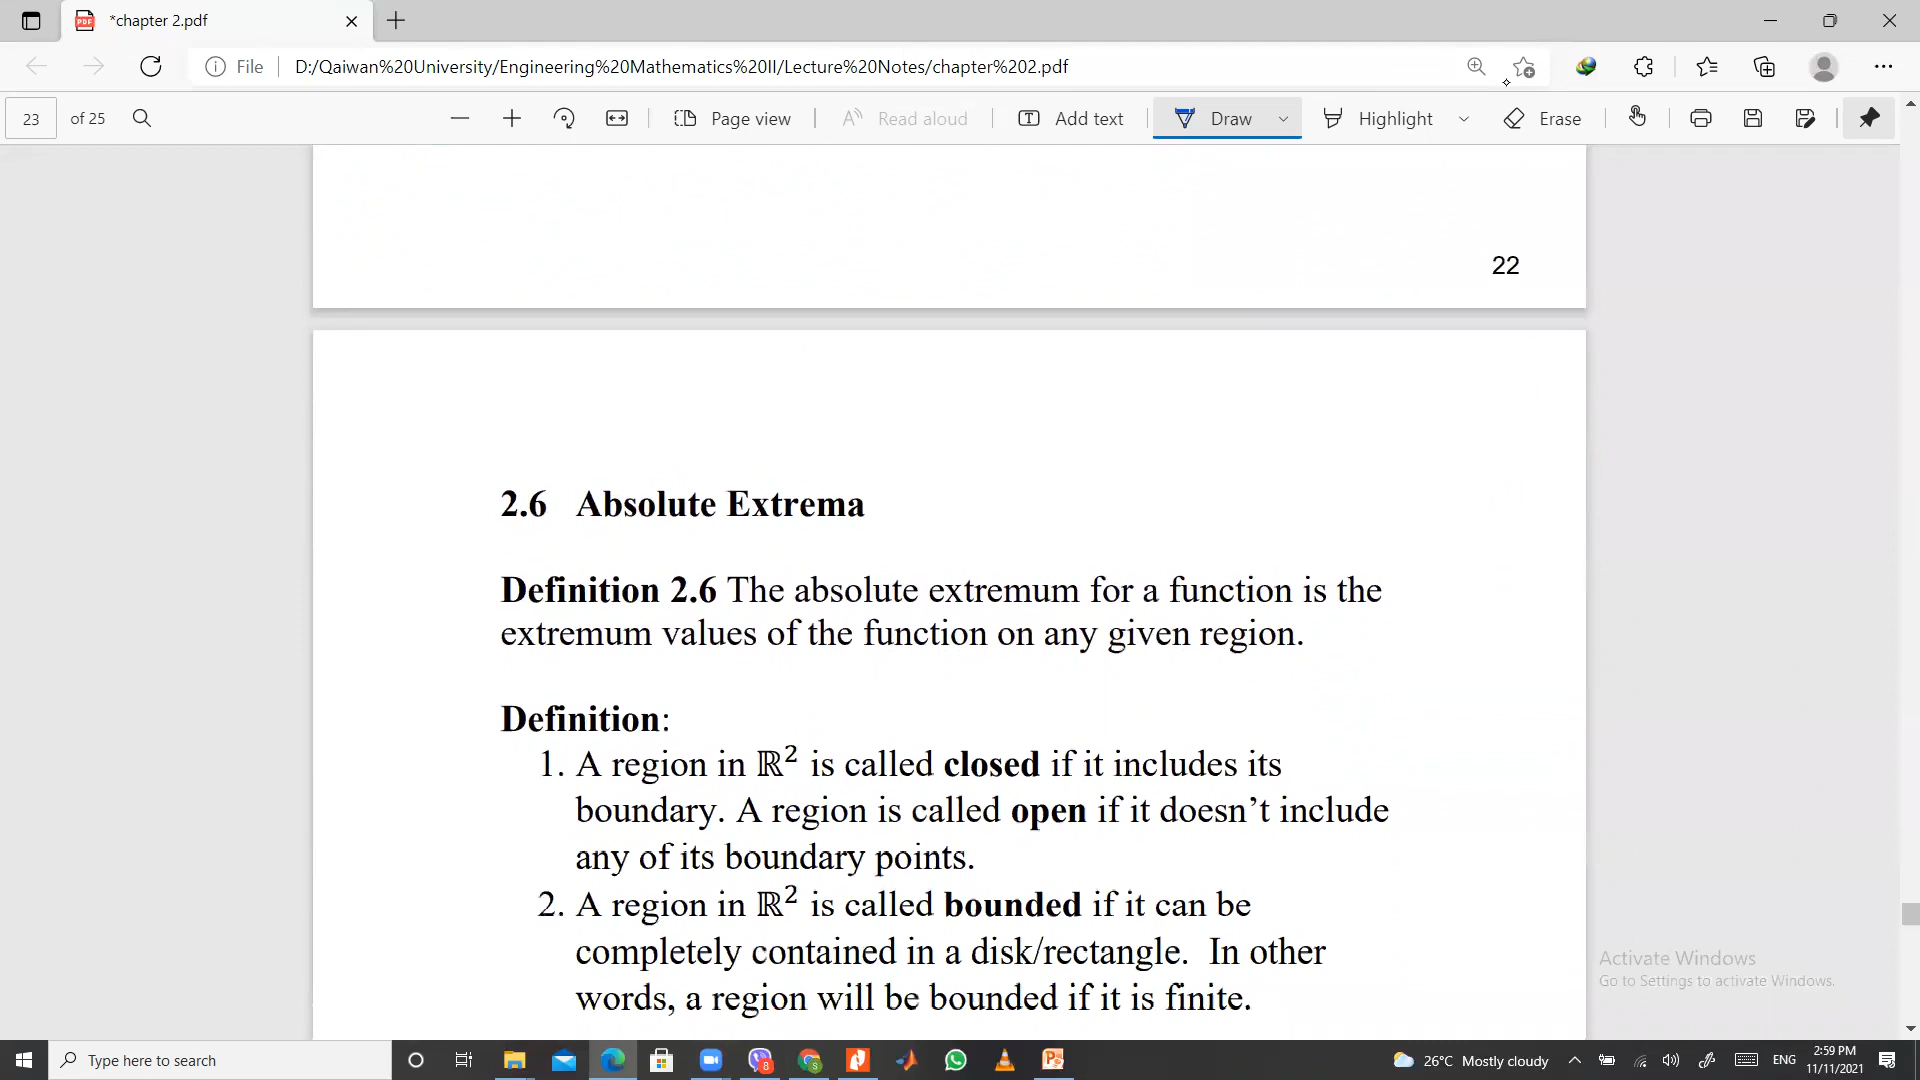 *chapter 2.pdf
File
D:/Qaiwan%20University/Engineering%20Mathematics%20II/Lecture%20Notes/chapter%202.pdf
23 of 25
Page view
Read aloud
Add text
Draw
Highlight
Erase
22
2.6 Absolute Extrema
Definition 2.6 The absolute extremum for a function is the
extremum values of the function on any given region.
Definition:
1. A region in ℝ² is called closed if it includes its
boundary. A region is called open if it doesn't include
any of its boundary points.
2. A region in ℝ² is called bounded if it can be
completely contained in a disk/rectangle. In other
words, a region will be bounded if it is finite.
Activate Windows
Go to Settings to activate Windows.
Type here to search
8
S
26°C Mostly cloudy
ENG
2:59 PM
11/11/2021